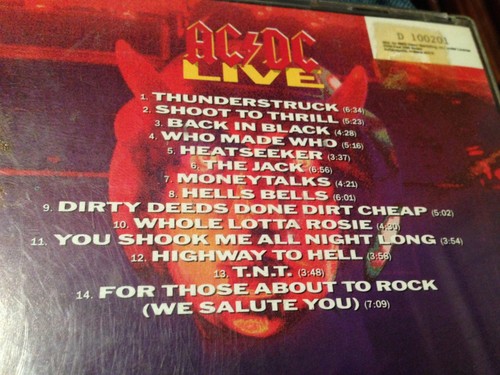 AC DC
LIVE
D 100201
1. THUNDERSTRUCK (6:34)
2. SHOOT TO THRILL (5:23)
3. BACK IN BLACK (4:28)
4. WHO MADE WHO (5:16)
5. HEATSEEKER (3:37)
6. THE JACK (6:56)
7. MONEYTALKS (4:21)
8. HELLS BELLS (6:01)
9. DIRTY DEEDS DONE DIRT CHEAP (5:02)
10. WHOLE LOTTA ROSIE (4:30)
11. YOU SHOOK ME ALL NIGHT LONG (3:54)
12. HIGHWAY TO HELL (3:58)
13. T.N.T. (3:48)
14. FOR THOSE ABOUT TO ROCK
(WE SALUTE YOU) (7:09)